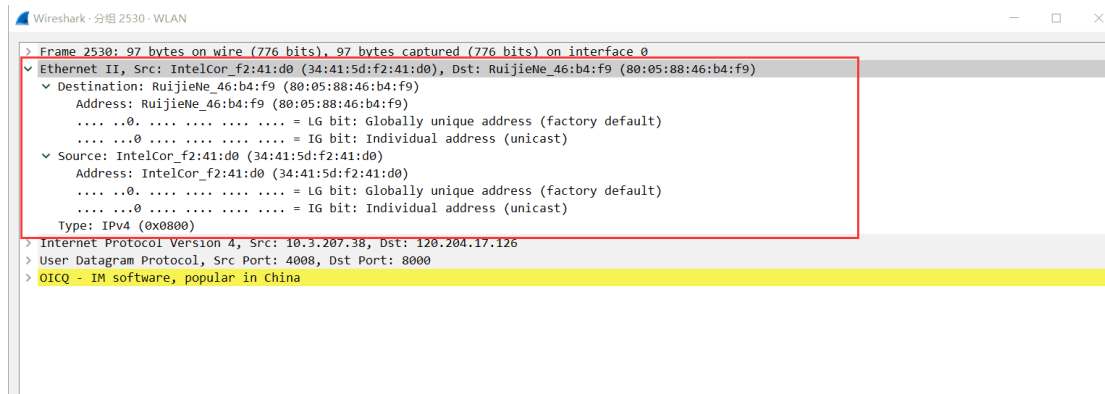 Wireshark · 分组 2530 · WLAN
Frame 2530: 97 bytes on wire (776 bits), 97 bytes captured (776 bits) on interface 0
Ethernet II, Src: IntelCor_f2:41:d0 (34:41:5d:f2:41:d0), Dst: RuijieNe_46:b4:f9 (80:05:88:46:b4:f9)
Destination: RuijieNe_46:b4:f9 (80:05:88:46:b4:f9)
Address: RuijieNe_46:b4:f9 (80:05:88:46:b4:f9)
.... ..0. .... .... .... .... = LG bit: Globally unique address (factory default)
.... ...0 .... .... .... .... = IG bit: Individual address (unicast)
Source: IntelCor_f2:41:d0 (34:41:5d:f2:41:d0)
Address: IntelCor_f2:41:d0 (34:41:5d:f2:41:d0)
.... ..0. .... .... .... .... = LG bit: Globally unique address (factory default)
.... ...0 .... .... .... .... = IG bit: Individual address (unicast)
Type: IPv4 (0x0800)
Internet Protocol Version 4, Src: 10.3.207.38, Dst: 120.204.17.126
User Datagram Protocol, Src Port: 4008, Dst Port: 8000
OICQ - IM software, popular in China